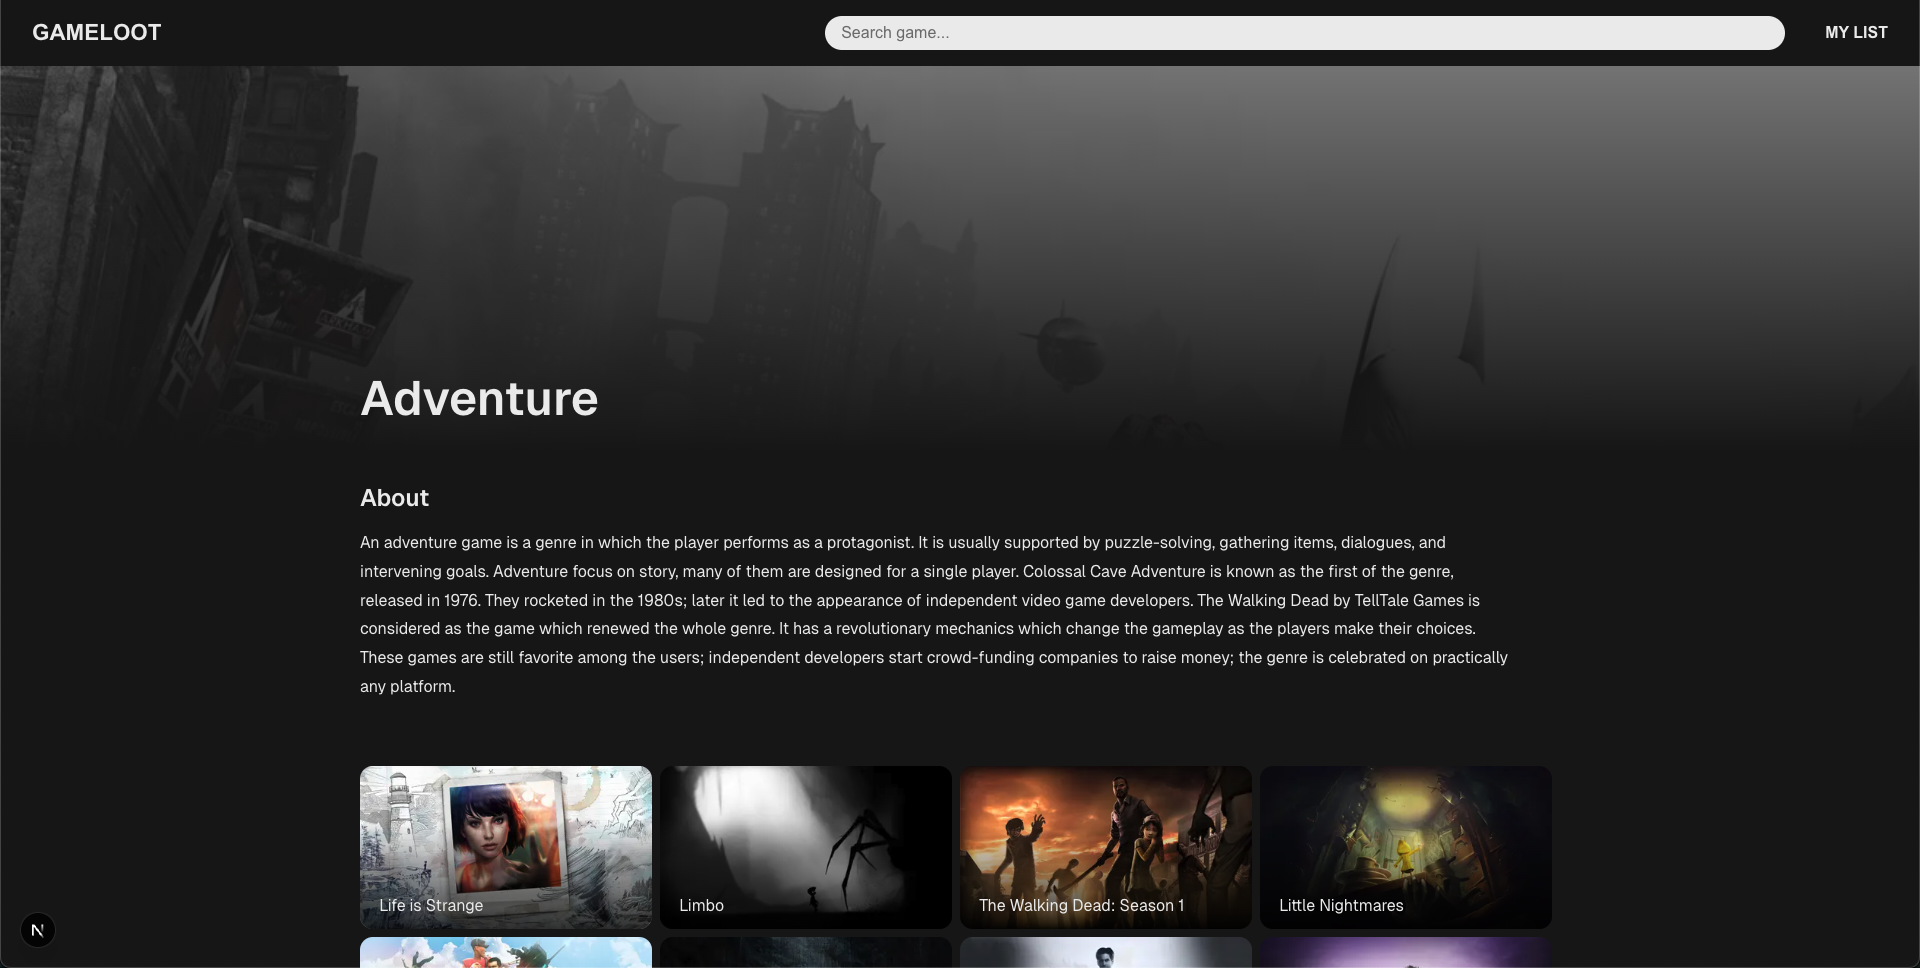 GAMELOOT
Search game...
MY LIST
Adventure
About
An adventure game is a genre in which the player performs as a protagonist. It is usually supported by puzzle-solving, gathering items, dialogues, and
intervening goals. Adventure focus on story, many of them are designed for a single player. Colossal Cave Adventure is known as the first of the genre,
released in 1976. They rocketed in the 1980s; later it led to the appearance of independent video game developers. The Walking Dead by TellTale Games is
considered as the game which renewed the whole genre. It has a revolutionary mechanics which change the gameplay as the players make their choices.
These games are still favorite among the users; independent developers start crowd-funding companies to raise money; the genre is celebrated on practically
any platform.
Life is Strange
Limbo
The Walking Dead: Season 1
Little Nightmares
N